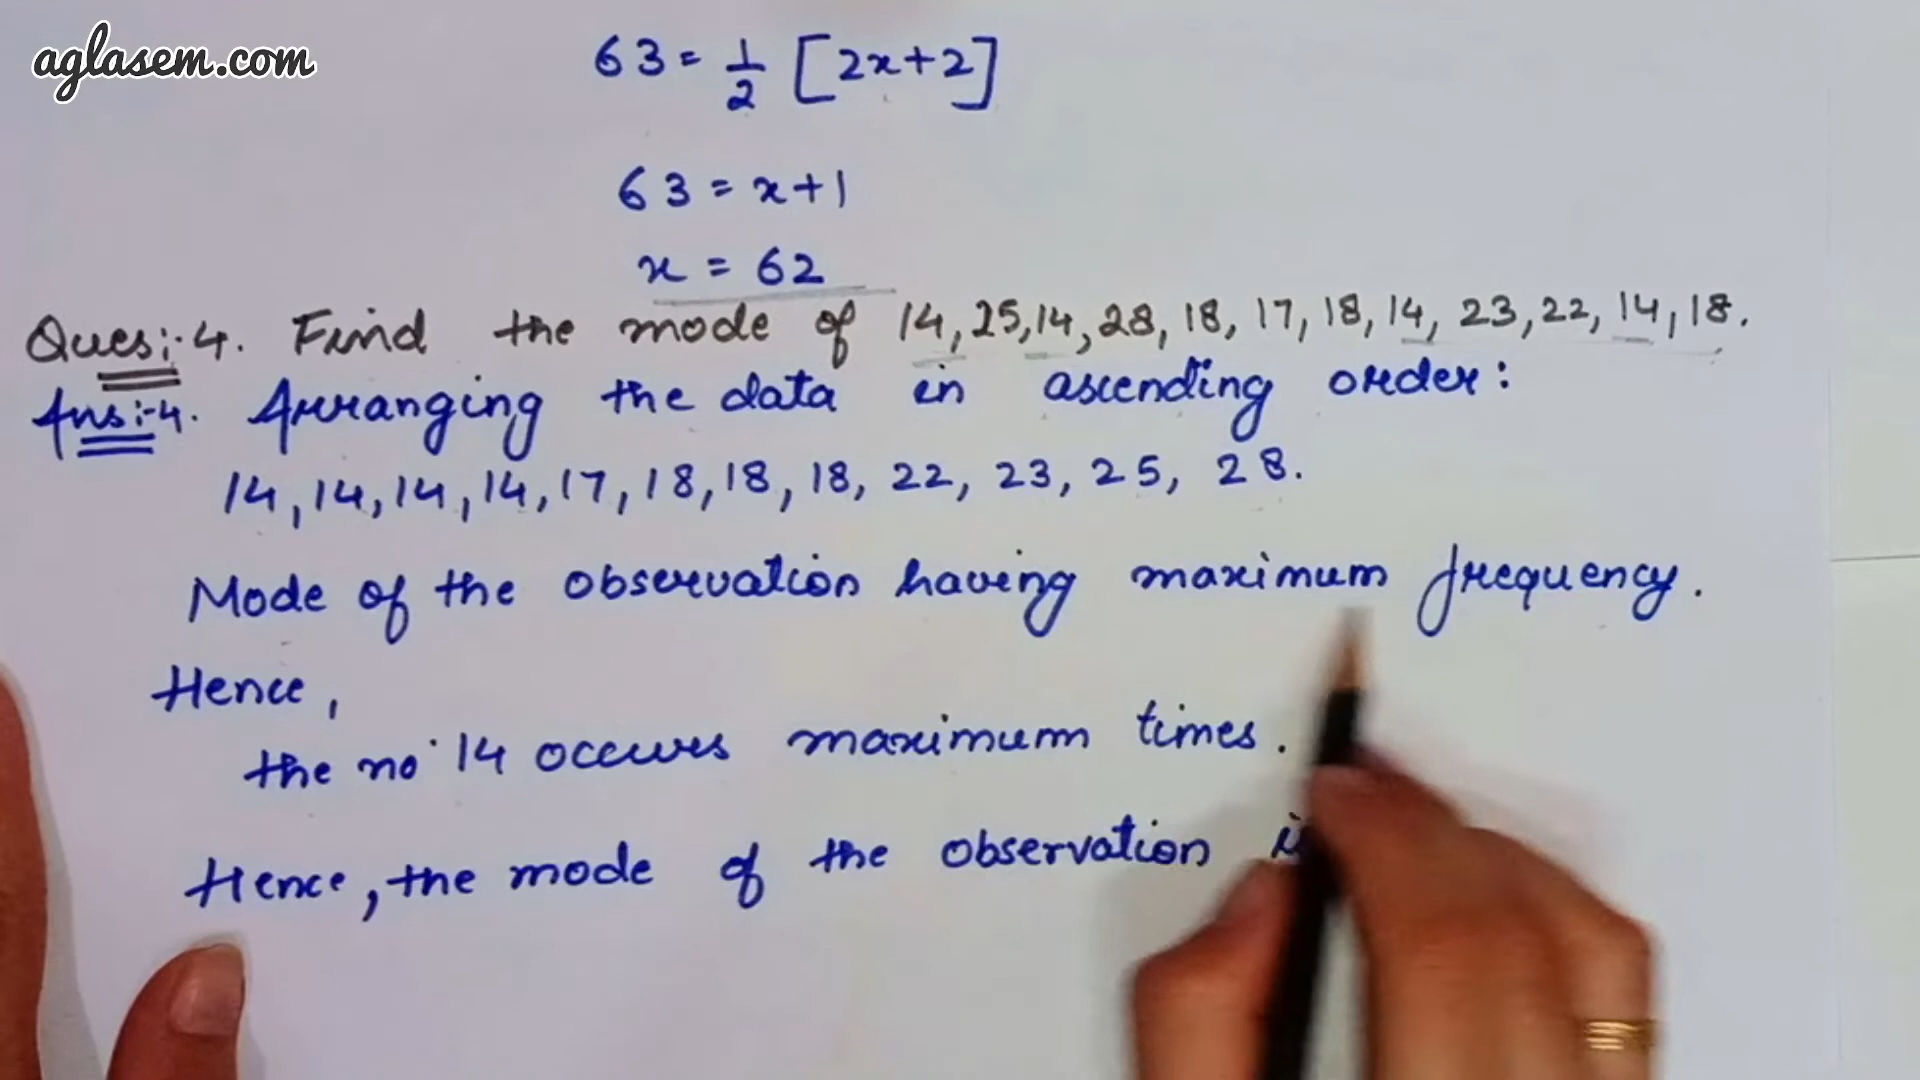 aglasem.com
63 = 1/2 [2x+2]
63 = x+1
x = 62
Ques:-4. Find the mode of 14, 25, 14, 28, 18, 17, 18, 14, 23, 22, 14, 18.
Ans:-4. Arranging the data in ascending order:
14, 14, 14, 14, 17, 18, 18, 18, 22, 23, 25, 28.
Mode of the observation having maximum frequency.
Hence,
the no. 14 occurs maximum times.
Hence, the mode of the observation